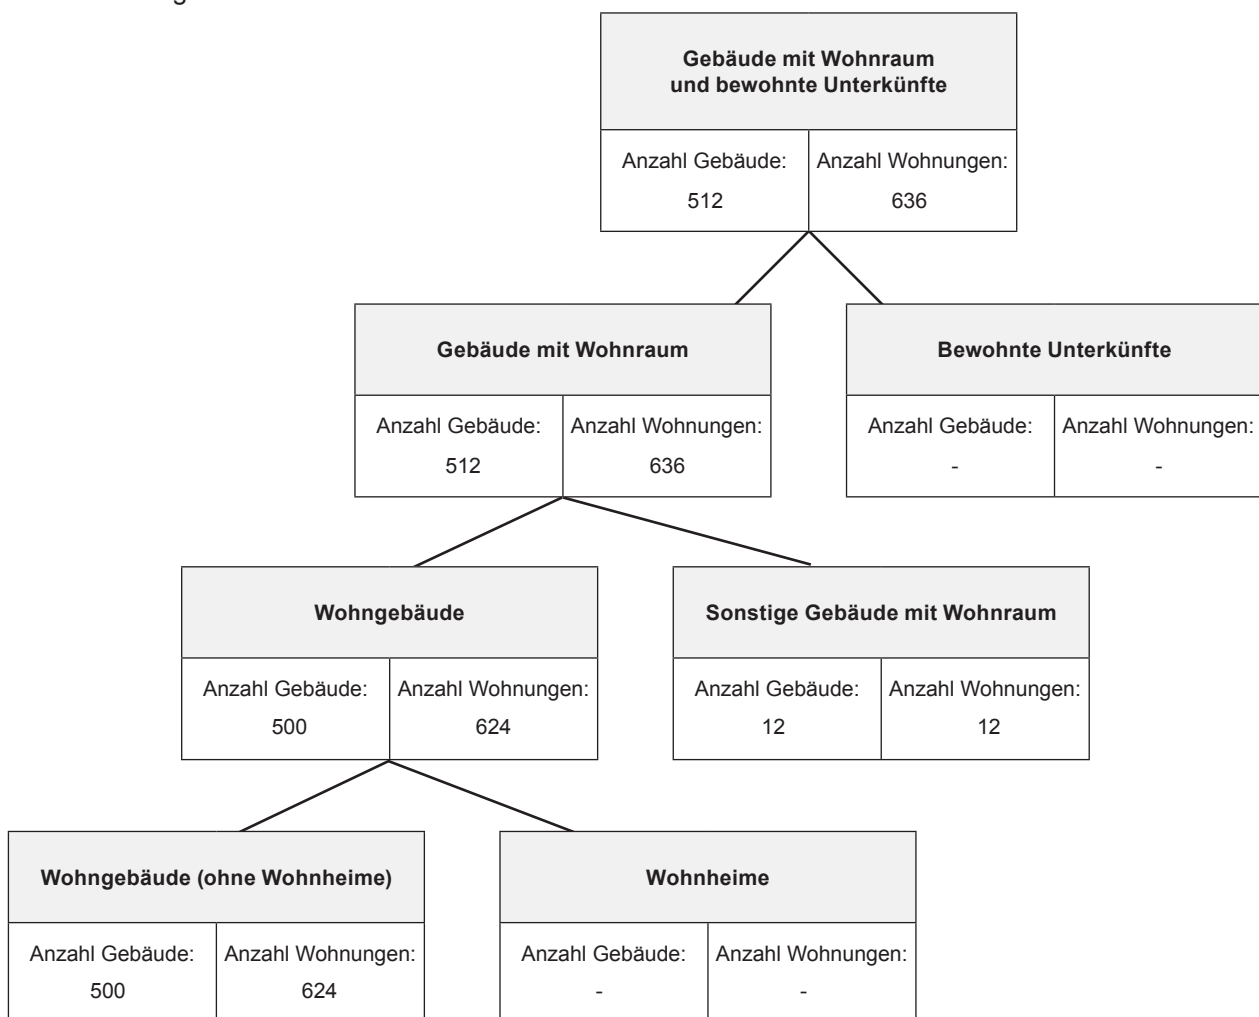 Gebäude mit Wohnraum
und bewohnte Unterkünfte
Anzahl Gebäude: Anzahl Wohnungen:
512 636
Gebäude mit Wohnraum
Anzahl Gebäude: Anzahl Wohnungen:
512 636
Bewohnte Unterkünfte
Anzahl Gebäude: Anzahl Wohnungen:
- -
Wohngebäude
Anzahl Gebäude: Anzahl Wohnungen:
500 624
Sonstige Gebäude mit Wohnraum
Anzahl Gebäude: Anzahl Wohnungen:
12 12
Wohngebäude (ohne Wohnheime)
Anzahl Gebäude: Anzahl Wohnungen:
500 624
Wohnheime
Anzahl Gebäude: Anzahl Wohnungen:
- -